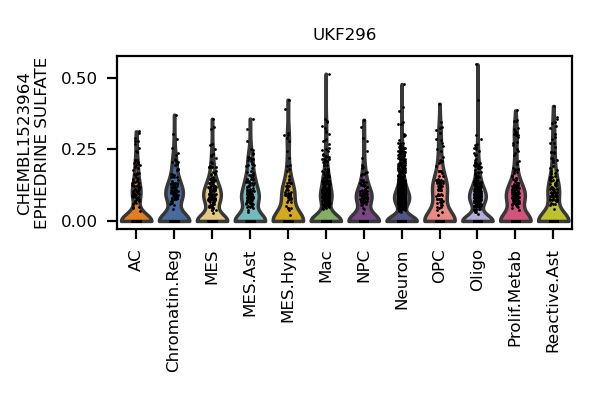 UKF296
CHEMBL1523964
EPHEDRINE SULFATE
0.50
0.25
0.00
AC
Chromatin.Reg
MES
MES.Ast
MES.Hyp
Mac
NPC
Neuron
OPC
Oligo
Prolif.Metab
Reactive.Ast